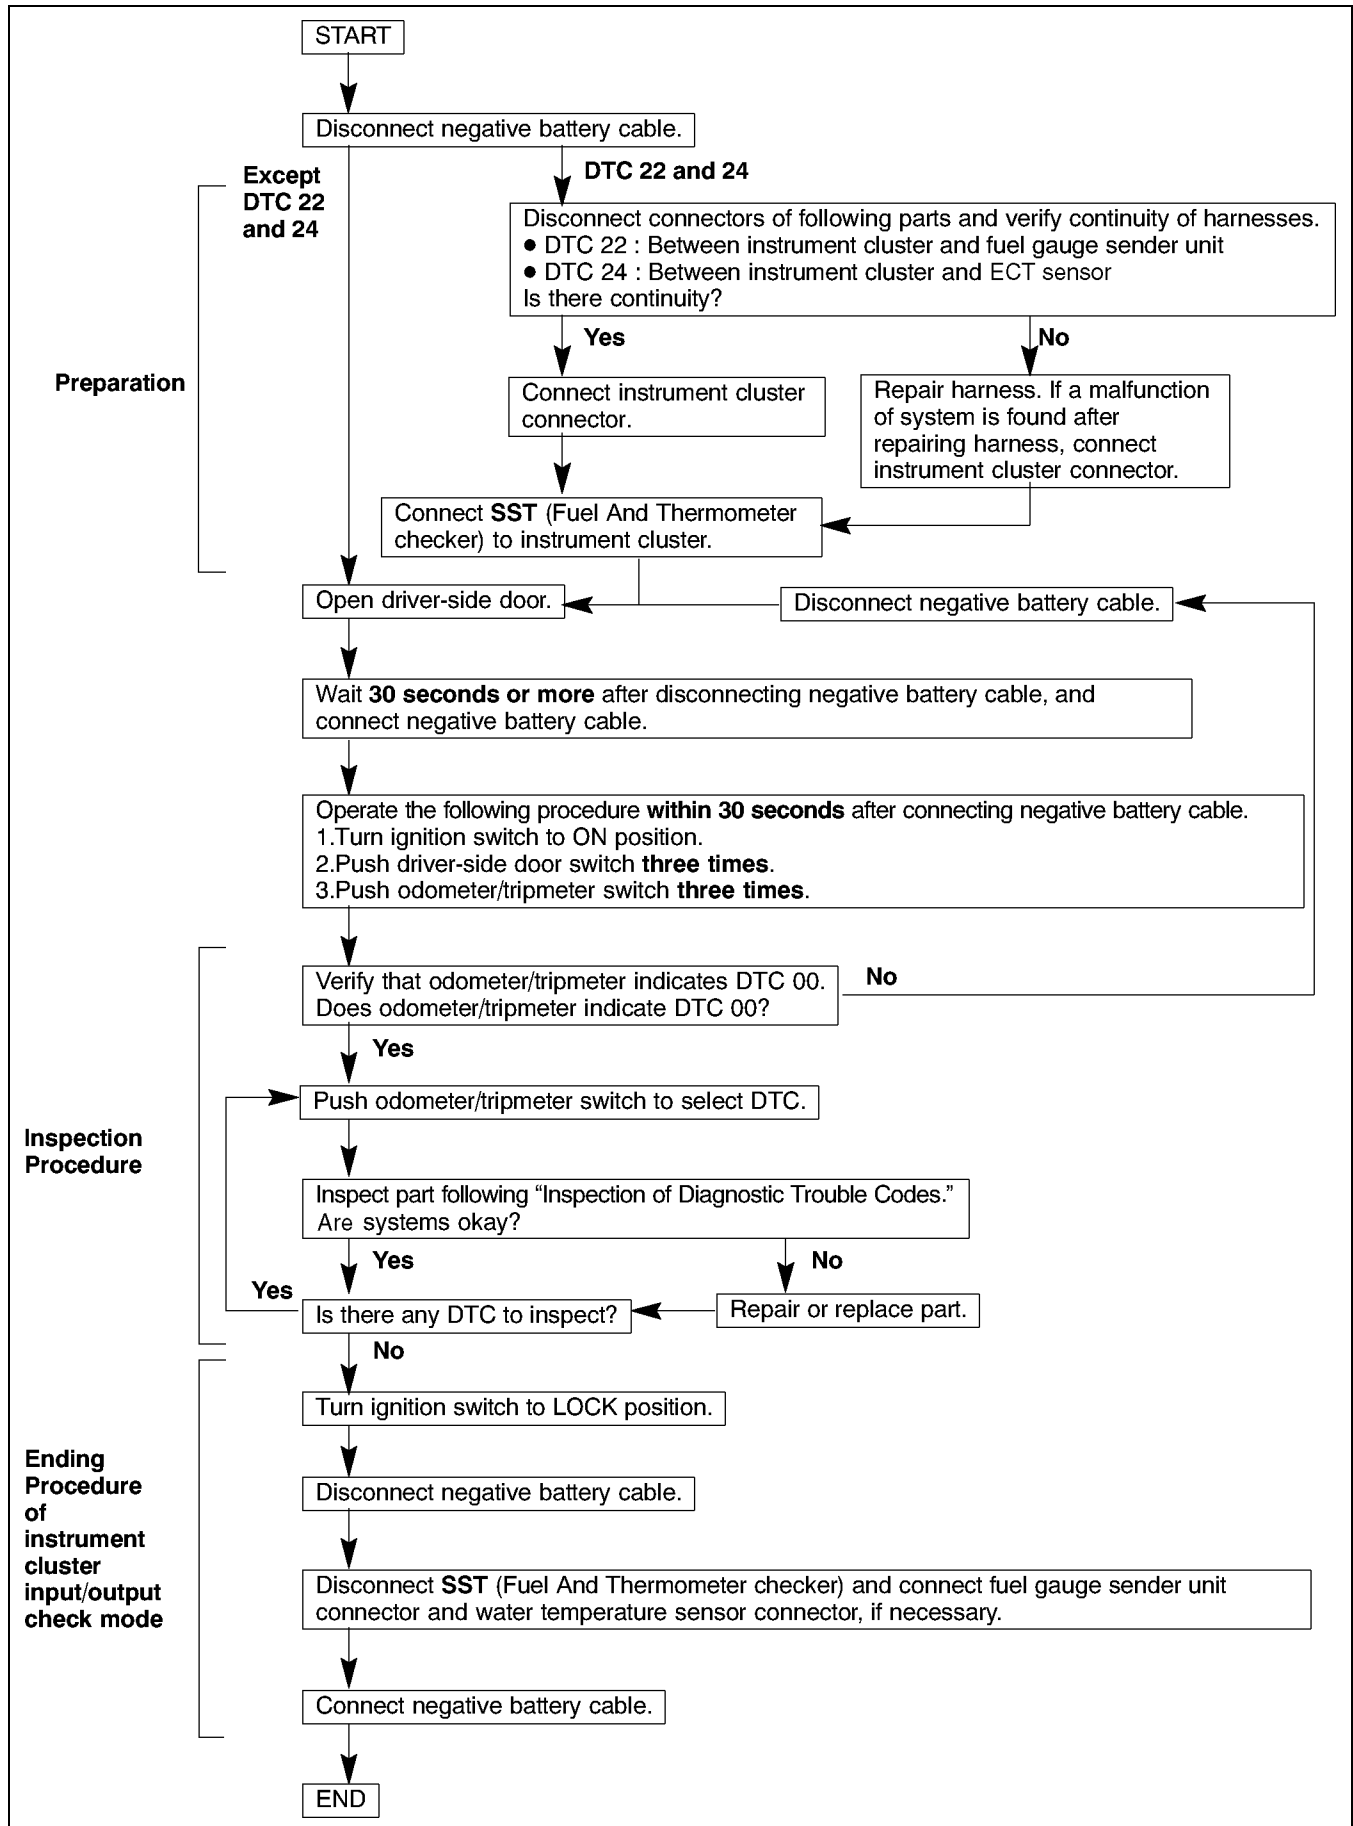 START
Disconnect negative battery cable.
Except
DTC 22
and 24
DTC 22 and 24
Disconnect connectors of following parts and verify continuity of harnesses.
● DTC 22 : Between instrument cluster and fuel gauge sender unit
● DTC 24 : Between instrument cluster and ECT sensor
Is there continuity?
Yes
No
Preparation
Connect instrument cluster
connector.
Repair harness. If a malfunction
of system is found after
repairing harness, connect
instrument cluster connector.
Connect SST (Fuel And Thermometer
checker) to instrument cluster.
Open driver-side door.
Disconnect negative battery cable.
Wait 30 seconds or more after disconnecting negative battery cable, and
connect negative battery cable.
Operate the following procedure within 30 seconds after connecting negative battery cable.
1.Turn ignition switch to ON position.
2.Push driver-side door switch three times.
3.Push odometer/tripmeter switch three times.
Verify that odometer/tripmeter indicates DTC 00.
Does odometer/tripmeter indicate DTC 00?
No
Yes
Push odometer/tripmeter switch to select DTC.
Inspection
Procedure
Inspect part following “Inspection of Diagnostic Trouble Codes.”
Are systems okay?
Yes
No
Yes
Is there any DTC to inspect?
Repair or replace part.
No
Turn ignition switch to LOCK position.
Ending
Procedure
of
instrument
cluster
input/output
check mode
Disconnect negative battery cable.
Disconnect SST (Fuel And Thermometer checker) and connect fuel gauge sender unit
connector and water temperature sensor connector, if necessary.
Connect negative battery cable.
END